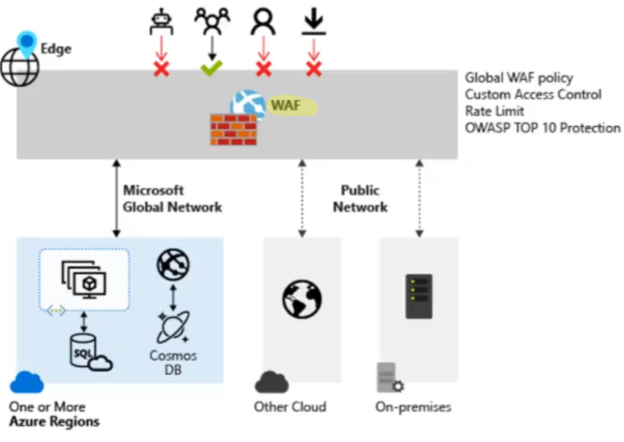 Edge
Global WAF policy
Custom Access Control
Rate Limit
OWASP TOP 10 Protection
WAF
Microsoft
Global Network
Public
Network
SQL
Cosmos
DB
One or More
Azure Regions
Other Cloud
On-premises